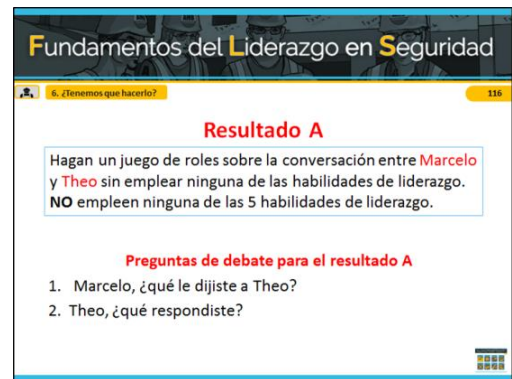 Fundamentos del Liderazgo en Seguridad
6. ¿Tenemos que hacerlo?
116
Resultado A
Hagan un juego de roles sobre la conversación entre Marcelo
y Theo sin emplear ninguna de las habilidades de liderazgo.
NO empleen ninguna de las 5 habilidades de liderazgo.
Preguntas de debate para el resultado A
1. Marcelo, ¿qué le dijiste a Theo?
2. Theo, ¿qué respondiste?